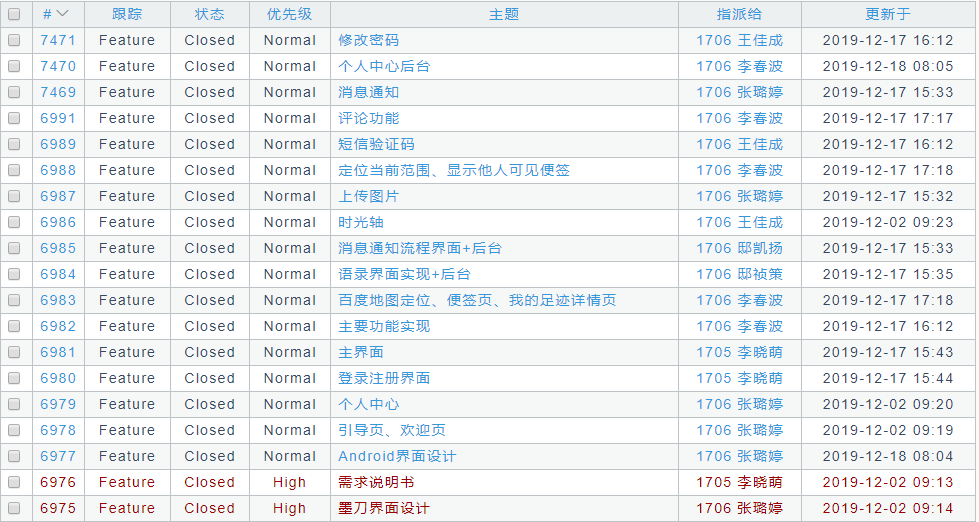 # 跟踪 状态 优先级 主题 指派给 更新于
7471 Feature Closed Normal 修改密码 1706 王佳成 2019-12-17 16:12
7470 Feature Closed Normal 个人中心后台 1706 李春波 2019-12-18 08:05
7469 Feature Closed Normal 消息通知 1706 张璐婷 2019-12-17 15:33
6991 Feature Closed Normal 评论功能 1706 李春波 2019-12-17 17:17
6989 Feature Closed Normal 短信验证码 1706 王佳成 2019-12-17 16:12
6988 Feature Closed Normal 定位当前范围、显示他人可见便签 1706 李春波 2019-12-17 17:18
6987 Feature Closed Normal 上传图片 1706 张璐婷 2019-12-17 15:32
6986 Feature Closed Normal 时光轴 1706 王佳成 2019-12-02 09:23
6985 Feature Closed Normal 消息通知流程界面+后台 1706 邸凯扬 2019-12-17 15:33
6984 Feature Closed Normal 语录界面实现+后台 1706 邸祯策 2019-12-17 15:35
6983 Feature Closed Normal 百度地图定位、便签页、我的足迹详情页 1706 李春波 2019-12-17 17:18
6982 Feature Closed Normal 主要功能实现 1706 李春波 2019-12-17 16:12
6981 Feature Closed Normal 主界面 1705 李晓萌 2019-12-17 15:43
6980 Feature Closed Normal 登录注册界面 1705 李晓萌 2019-12-17 15:44
6979 Feature Closed Normal 个人中心 1706 张璐婷 2019-12-02 09:20
6978 Feature Closed Normal 引导页、欢迎页 1706 张璐婷 2019-12-02 09:19
6977 Feature Closed Normal Android界面设计 1706 张璐婷 2019-12-18 08:04
6976 Feature Closed High 需求说明书 1705 李晓萌 2019-12-02 09:13
6975 Feature Closed High 墨刀界面设计 1706 张璐婷 2019-12-02 09:14